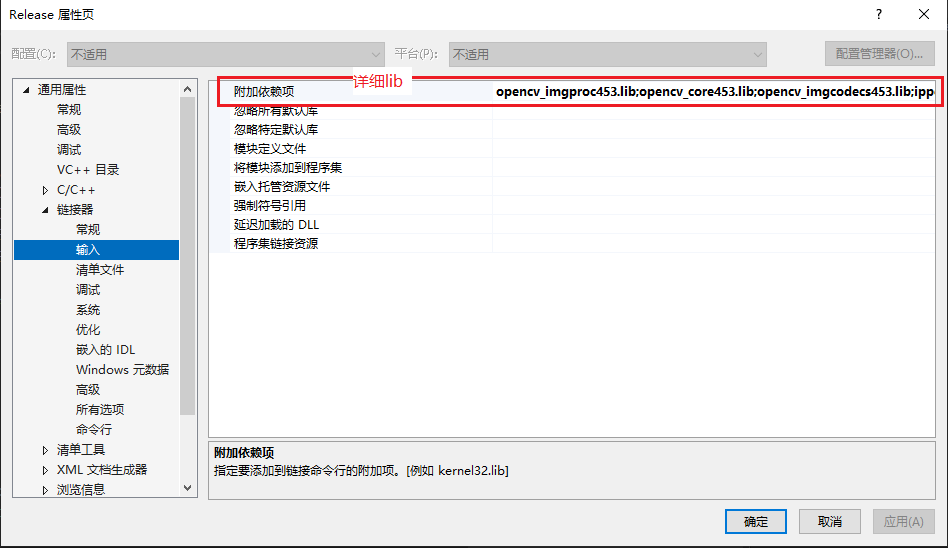 Release 属性页
配置(C): 不适用 平台(P): 不适用 配置管理器(O)...
详细lib
通用属性
常规
高级
调试
VC++ 目录
C/C++
链接器
常规
输入
清单文件
调试
系统
优化
嵌入的 IDL
Windows 元数据
高级
所有选项
命令行
清单工具
XML 文档生成器
浏览信息
附加依赖项 opencv_imgproc453.lib;opencv_core453.lib;opencv_imgcodecs453.lib;ipp
忽略所有默认库
忽略特定默认库
模块定义文件
将模块添加到程序集
嵌入托管资源文件
强制符号引用
延迟加载的 DLL
程序集链接资源
附加依赖项
指定要添加到链接命令行的附加项。[例如 kernel32.lib]
确定 取消 应用(A)